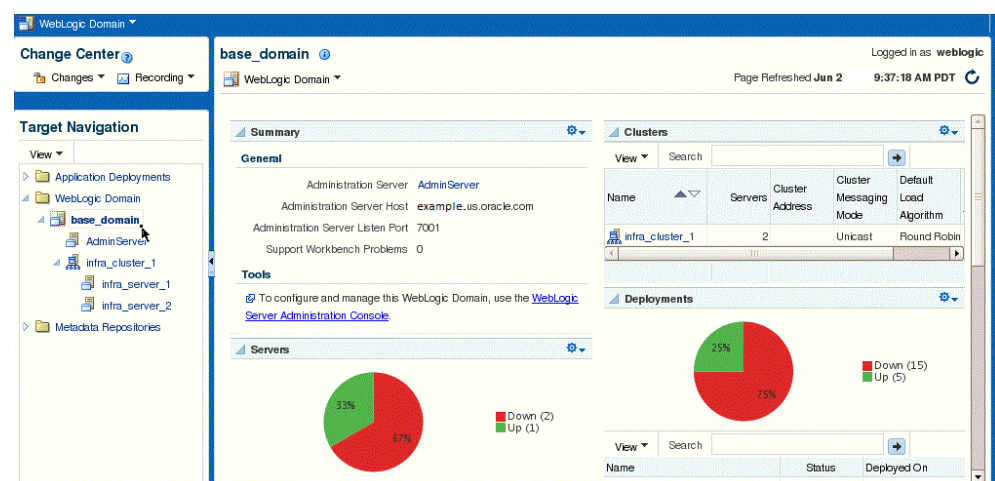 WebLogic Domain
Change Center
Changes Recording
Target Navigation
View
Application Deployments
WebLogic Domain
base_domain
AdminServer
infra_cluster_1
infra_server_1
infra_server_2
Metadata Repositories
base_domain
Logged in as weblogic
WebLogic Domain
Page Refreshed Jun 2 9:37:18 AM PDT
Summary
General
Administration Server AdminServer
Administration Server Host example.us.oracle.com
Administration Server Listen Port 7001
Support Workbench Problems 0
Tools
To configure and manage this WebLogic Domain, use the WebLogic
Server Administration Console.
Servers
33%
67%
Down (2)
Up (1)
Clusters
View Search
Name Servers Cluster Address Cluster Messaging Mode Default Load Algorithm
infra_cluster_1 2 Unicast Round Robin
Deployments
25%
75%
Down (15)
Up (5)
View Search
Name Status Deployed On